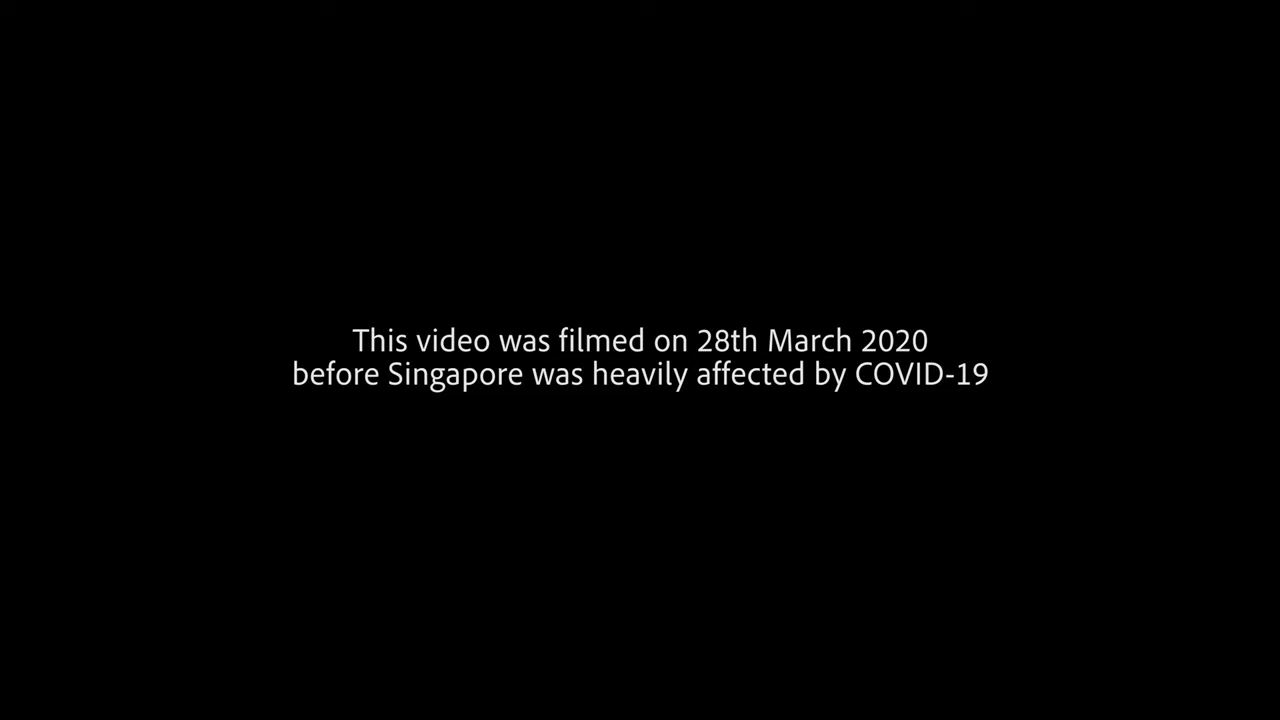 This video was filmed on 28th March 2020
before Singapore was heavily affected by COVID-19